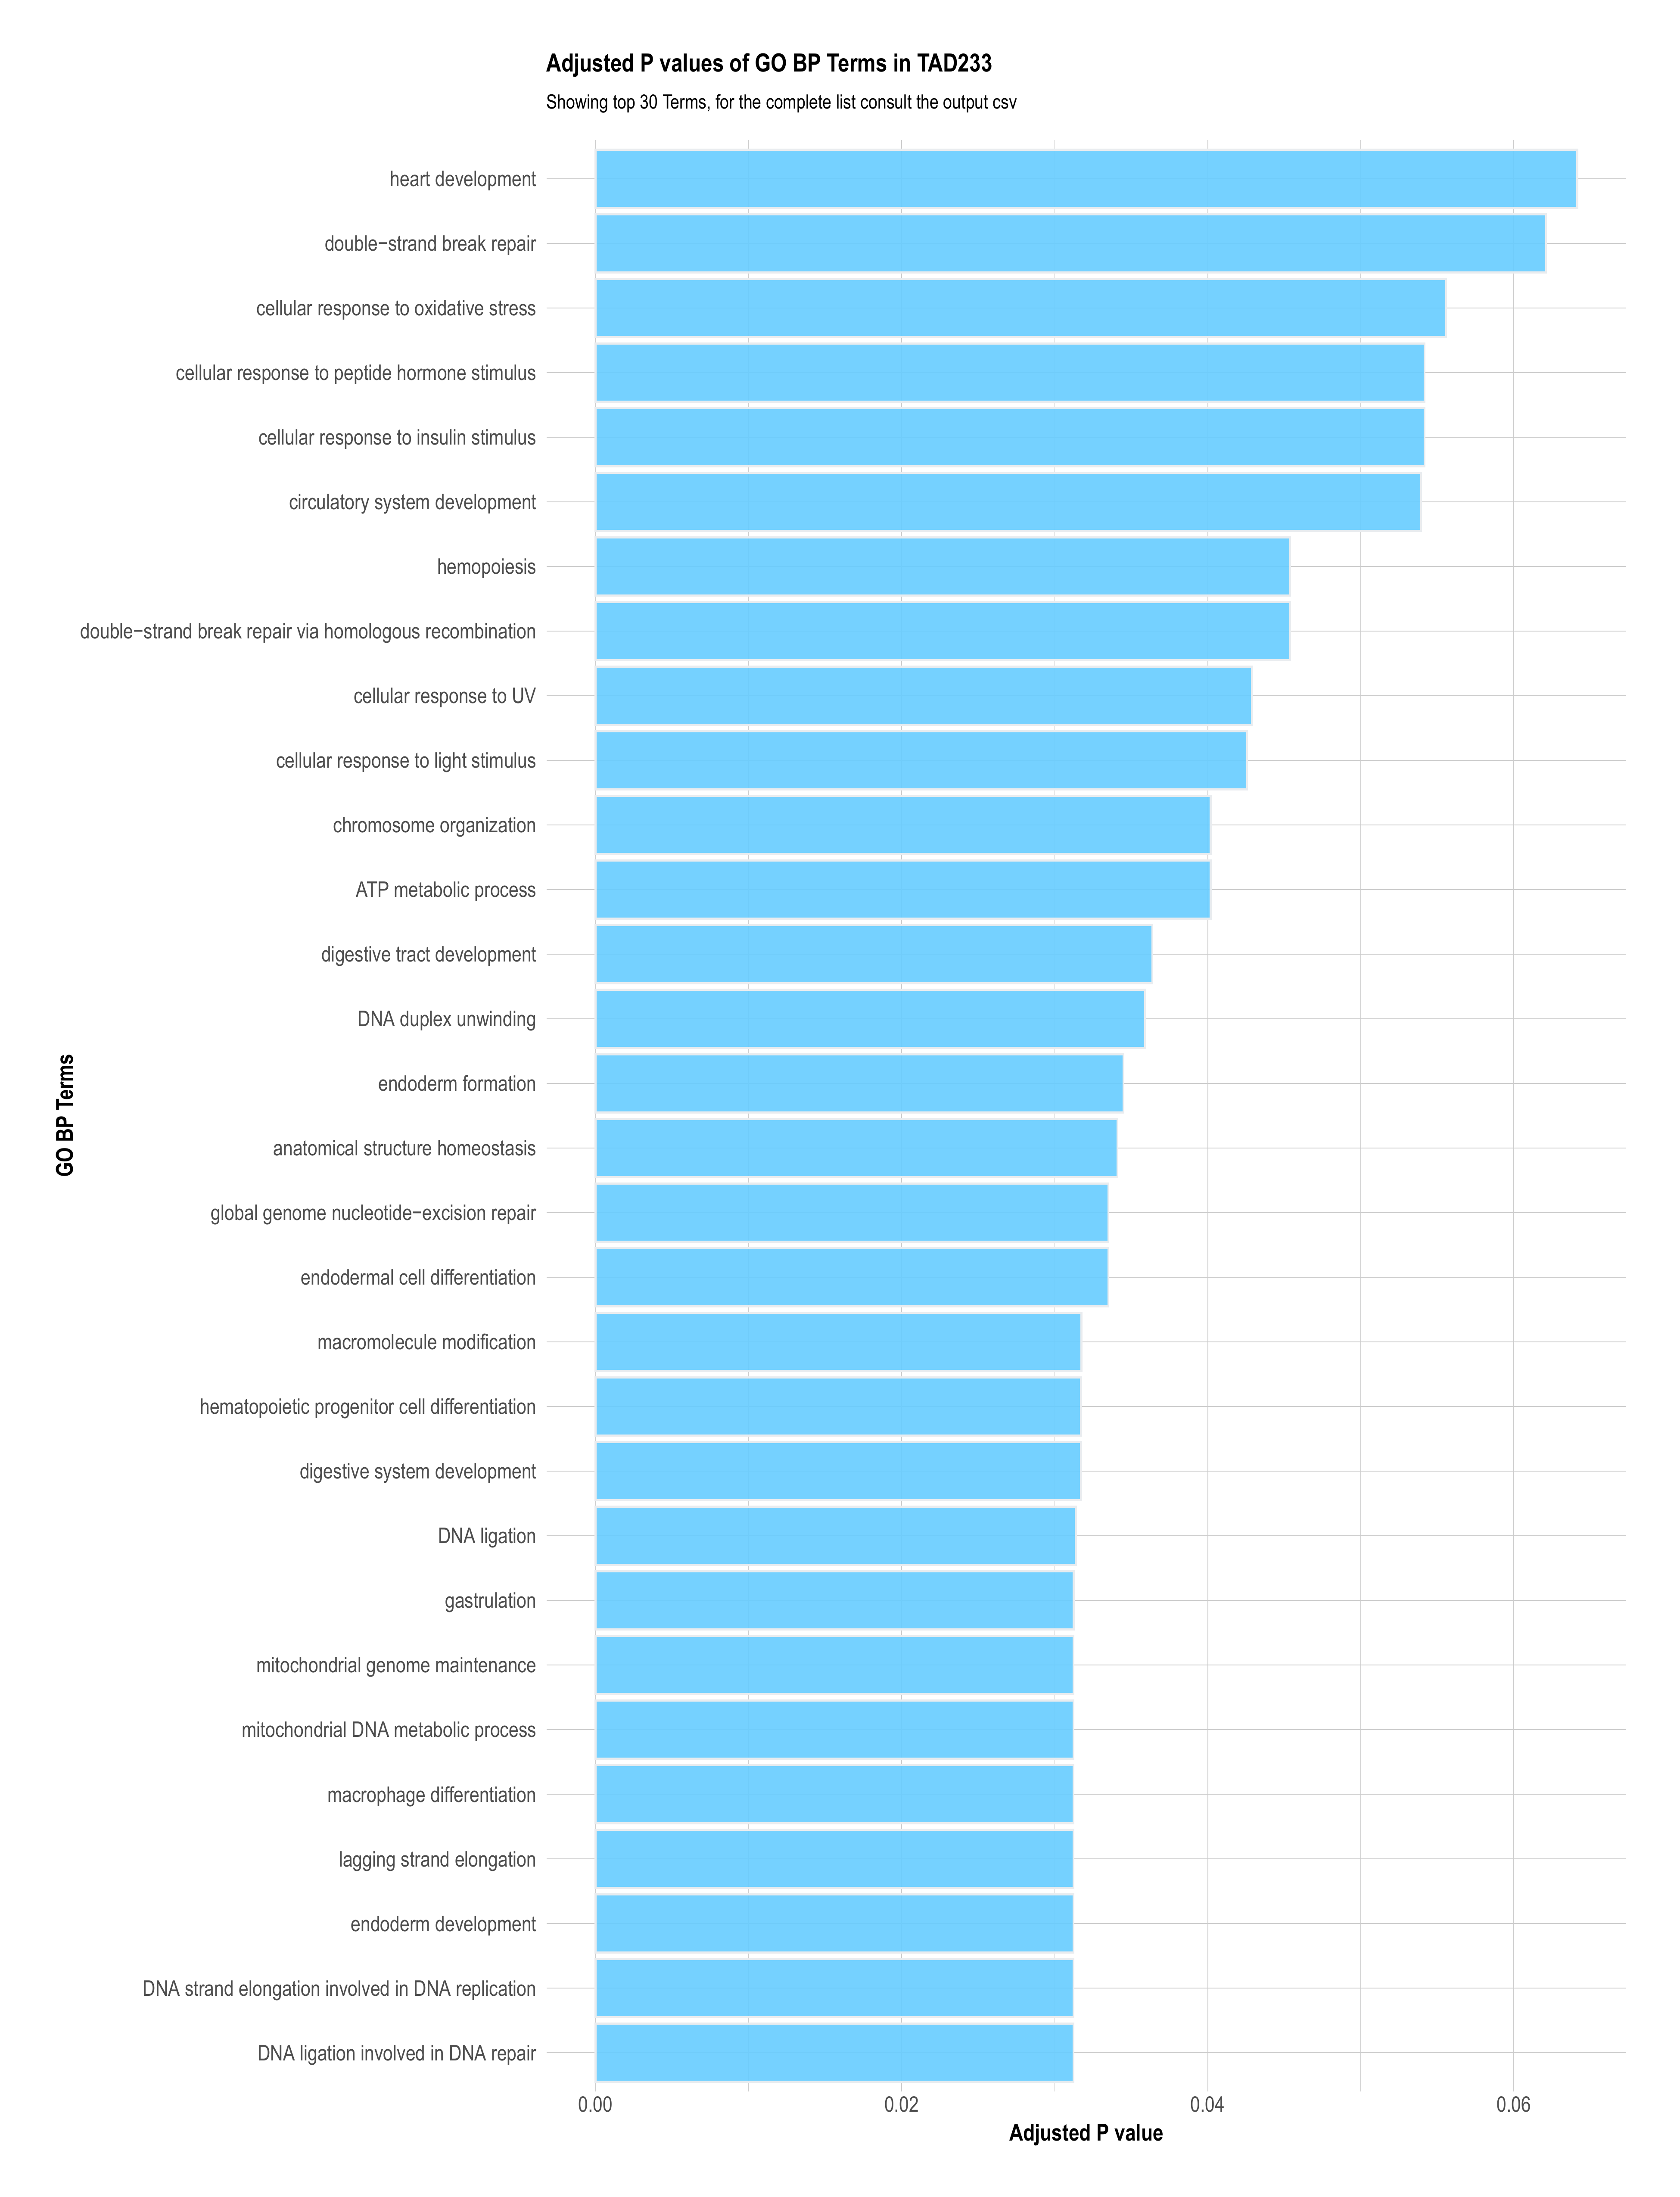 Adjusted P values of GO BP Terms in TAD233
Showing top 30 Terms, for the complete list consult the output csv
heart development
double−strand break repair
cellular response to oxidative stress
cellular response to peptide hormone stimulus
cellular response to insulin stimulus
circulatory system development
hemopoiesis
double−strand break repair via homologous recombination
cellular response to UV
cellular response to light stimulus
chromosome organization
ATP metabolic process
digestive tract development
DNA duplex unwinding
endoderm formation
anatomical structure homeostasis
global genome nucleotide−excision repair
endodermal cell differentiation
macromolecule modification
hematopoietic progenitor cell differentiation
digestive system development
DNA ligation
gastrulation
mitochondrial genome maintenance
mitochondrial DNA metabolic process
macrophage differentiation
lagging strand elongation
endoderm development
DNA strand elongation involved in DNA replication
DNA ligation involved in DNA repair
GO BP Terms
0.00 0.02 0.04 0.06
Adjusted P value